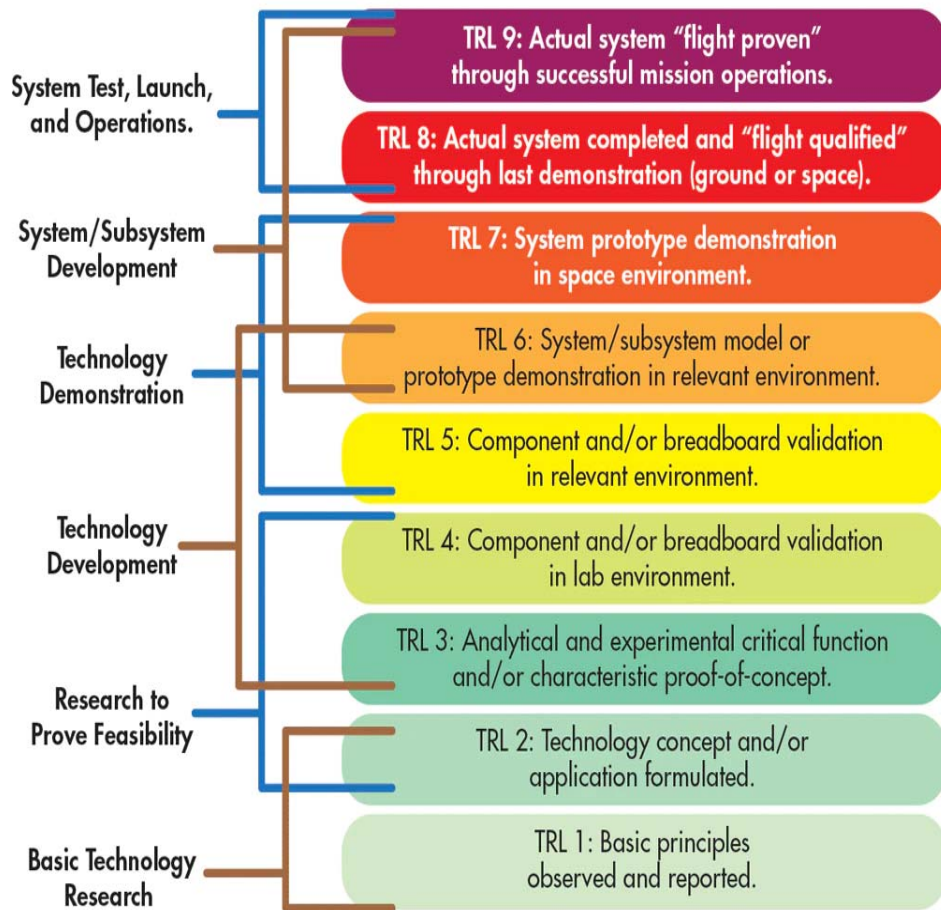 System Test, Launch,
and Operations.
System/Subsystem
Development
Technology
Demonstration
Technology
Development
Research to
Prove Feasibility
Basic Technology
Research
TRL 9: Actual system “flight proven”
through successful mission operations.
TRL 8: Actual system completed and “flight qualified”
through last demonstration (ground or space).
TRL 7: System prototype demonstration
in space environment.
TRL 6: System/subsystem model or
prototype demonstration in relevant environment.
TRL 5: Component and/or breadboard validation
in relevant environment.
TRL 4: Component and/or breadboard validation
in lab environment.
TRL 3: Analytical and experimental critical function
and/or characteristic proof-of-concept.
TRL 2: Technology concept and/or
application formulated.
TRL 1: Basic principles
observed and reported.